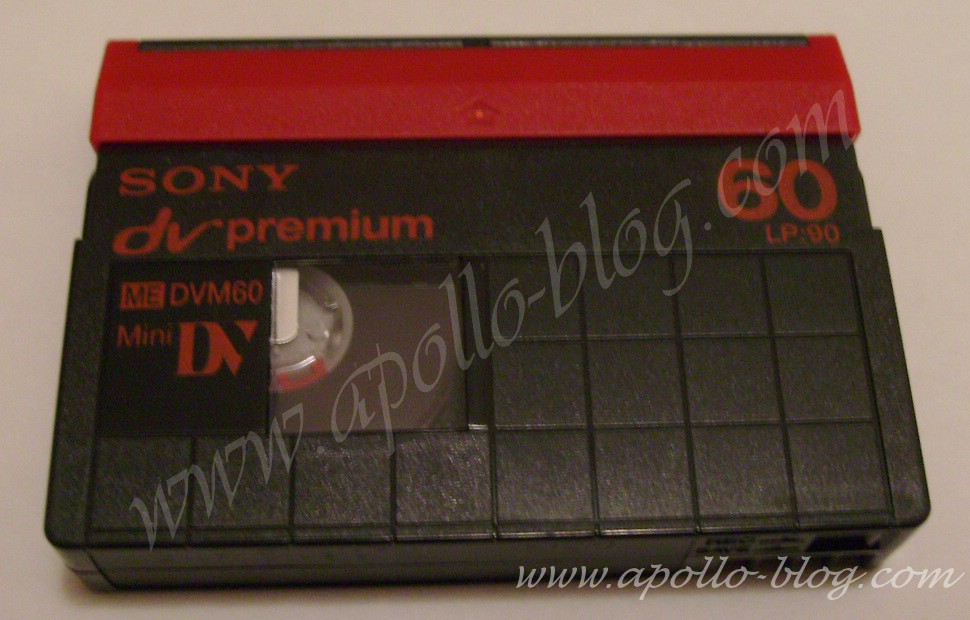 SONY
dv premium
60
LP:90
ME DVM60
Mini DV
www.apollo-blog.com
www.apollo-blog.com